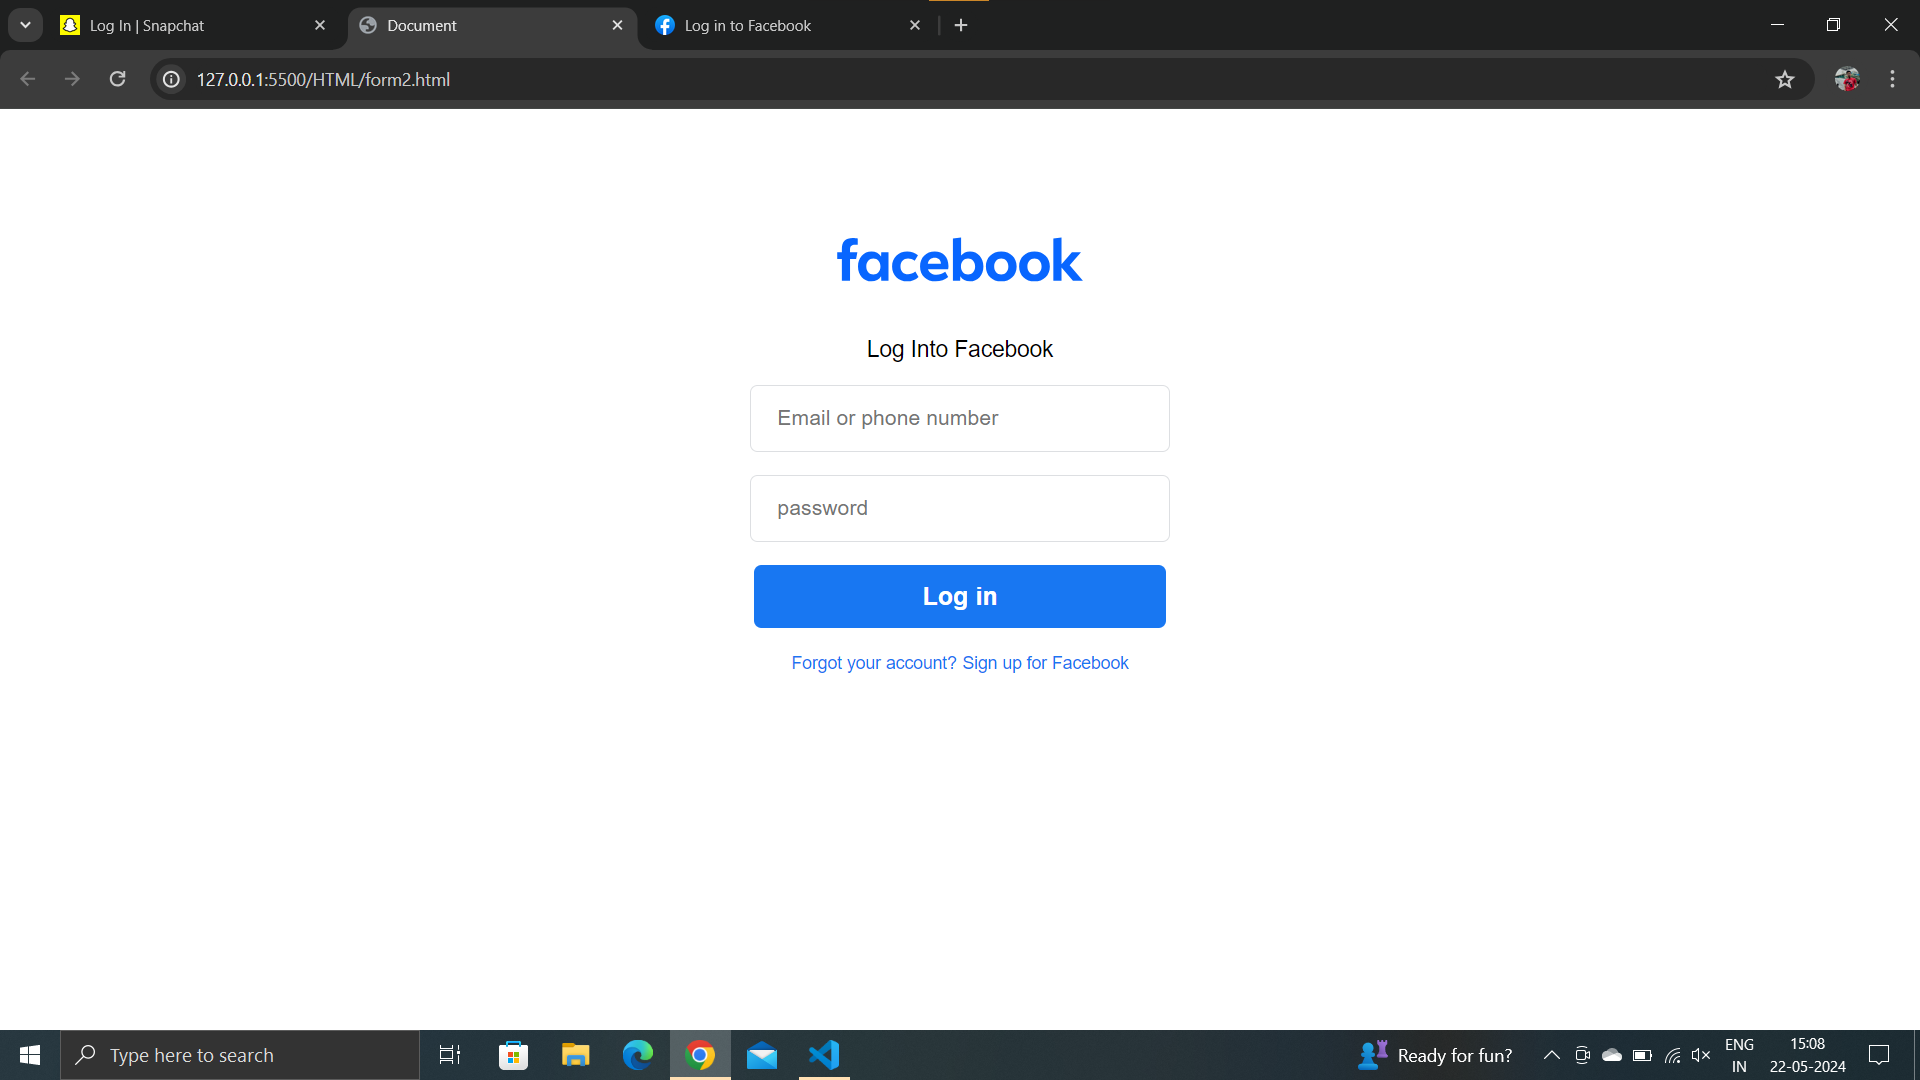 Log In | Snapchat
Document
Log in to Facebook
127.0.0.1:5500/HTML/form2.html
facebook
Log Into Facebook
Email or phone number
password
Log in
Forgot your account? Sign up for Facebook
Type here to search
Ready for fun?
ENG
IN
15:08
22-05-2024